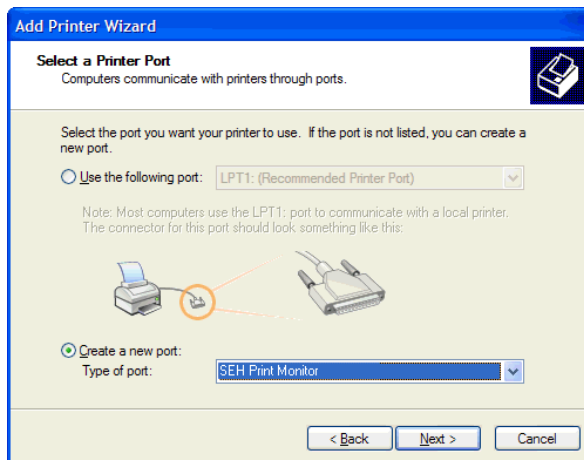 Add Printer Wizard
Select a Printer Port
Computers communicate with printers through ports.
Select the port you want your printer to use. If the port is not listed, you can create a
new port.
Use the following port: LPT1: (Recommended Printer Port)
Note: Most computers use the LPT1: port to communicate with a local printer.
The connector for this port should look something like this:
Create a new port:
Type of port: SEH Print Monitor
< Back Next > Cancel